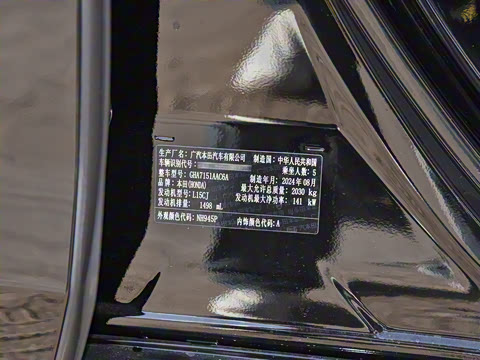 生产厂名：广汽本田汽车有限公司 制造国：中华人民共和国
车辆识别代号： 乘坐人数：5
整车型号：GHA7151AAC6A 制造年月：2024年08月
品牌：本田(HONDA) 最大允许总质量：2030 kg
发动机型号：L15CJ 发动机最大净功率：141 kW
发动机排量：1498 mL
外观颜色代码：NH945P 内饰颜色代码：A